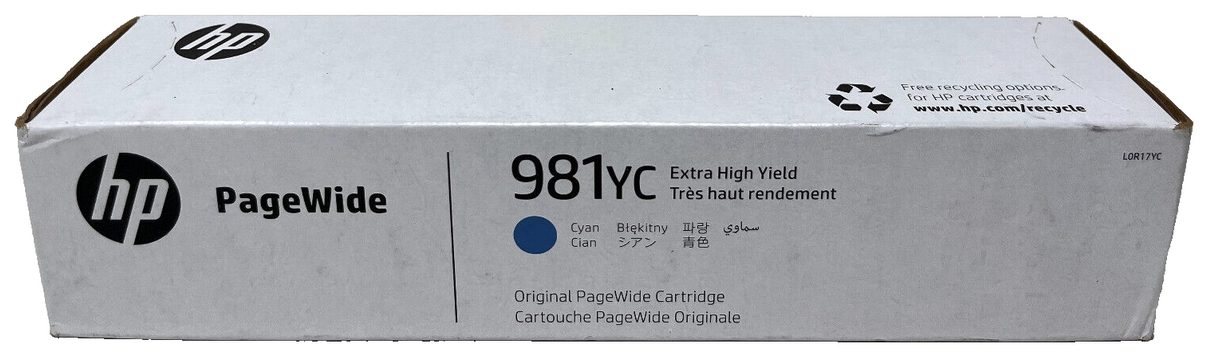 hp
Free recycling options
for HP cartridges at
www.hp.com/recycle
L0R17YC
hp PageWide
981YC Extra High Yield
Très haut rendement
Cyan Błękitny 파랑 سماوي
Cian シアン 青色
Original PageWide Cartridge
Cartouche PageWide Originale